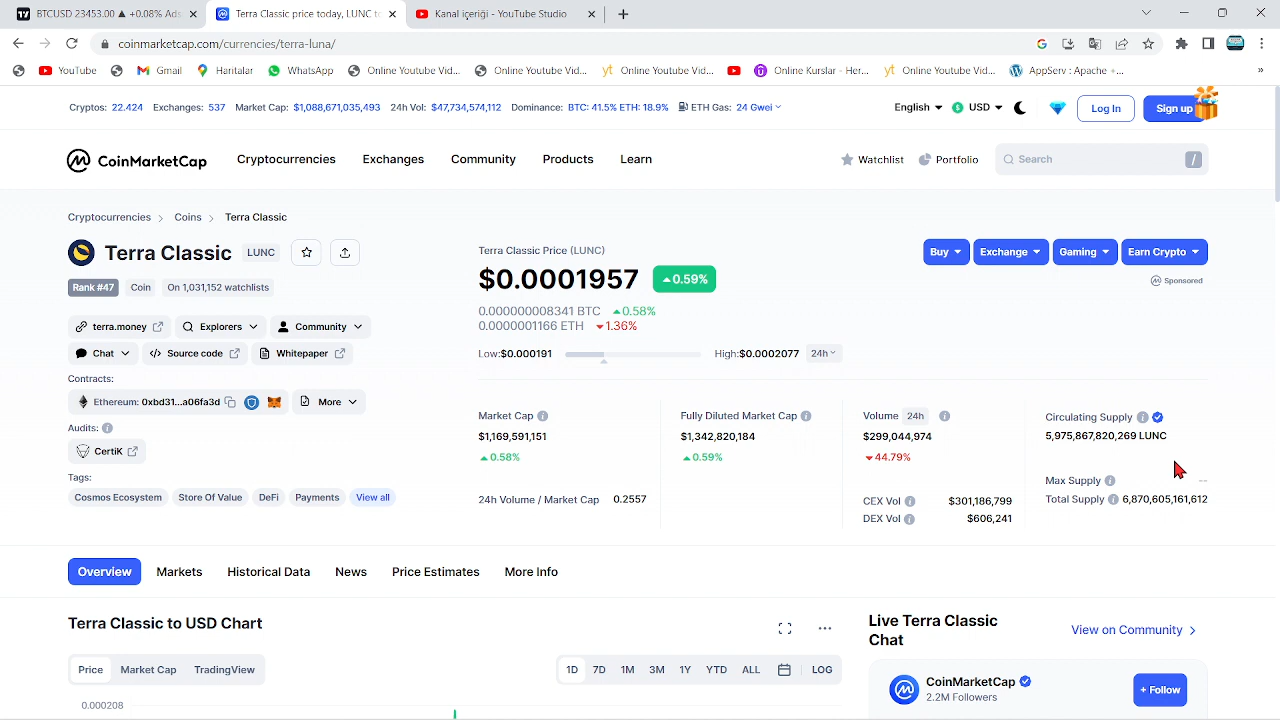 BTCUSD 23453.00 ▲ +0.08% Ads
Terra Classic price today, LUNC to
Kanal içeriği - YouTube Studio
coinmarketcap.com/currencies/terra-luna/
YouTube
Gmail
Haritalar
WhatsApp
Online Youtube Vid...
Online Youtube Vid...
Online Youtube Vid...
Online Kurslar - Her...
Online Youtube Vid...
AppServ : Apache +...
»
Cryptos: 22.424 Exchanges: 537 Market Cap: $1,088,671,035,493 24h Vol: $47,734,574,112 Dominance: BTC: 41.5% ETH: 18.9% ETH Gas: 24 Gwei
English
USD
Log In
Sign up
CoinMarketCap
Cryptocurrencies
Exchanges
Community
Products
Learn
Watchlist
Portfolio
Search
/
Cryptocurrencies > Coins > Terra Classic
Terra Classic LUNC
Rank #47
Coin
On 1,031,152 watchlists
terra.money
Explorers
Community
Chat
Source code
Whitepaper
Contracts:
Ethereum: 0xbd31...a06fa3d
More
Audits:
CertiK
Tags:
Cosmos Ecosystem
Store Of Value
DeFi
Payments
View all
Terra Classic Price (LUNC)
$0.0001957
0.59%
0.000000008341 BTC 0.58%
0.0000001166 ETH 1.36%
Low:$0.000191
High:$0.0002077
24h
Buy
Exchange
Gaming
Earn Crypto
Sponsored
Market Cap
$1,169,591,151
0.58%
24h Volume / Market Cap 0.2557
Fully Diluted Market Cap
$1,342,820,184
0.59%
Volume 24h
$299,044,974
44.79%
CEX Vol $301,186,799
DEX Vol $606,241
Circulating Supply
5,975,867,820,269 LUNC
Max Supply --
Total Supply 6,870,605,161,612
Overview
Markets
Historical Data
News
Price Estimates
More Info
Terra Classic to USD Chart
Price
Market Cap
TradingView
1D
7D
1M
3M
1Y
YTD
ALL
LOG
0.000208
Live Terra Classic
Chat
View on Community
CoinMarketCap
2.2M Followers
+ Follow